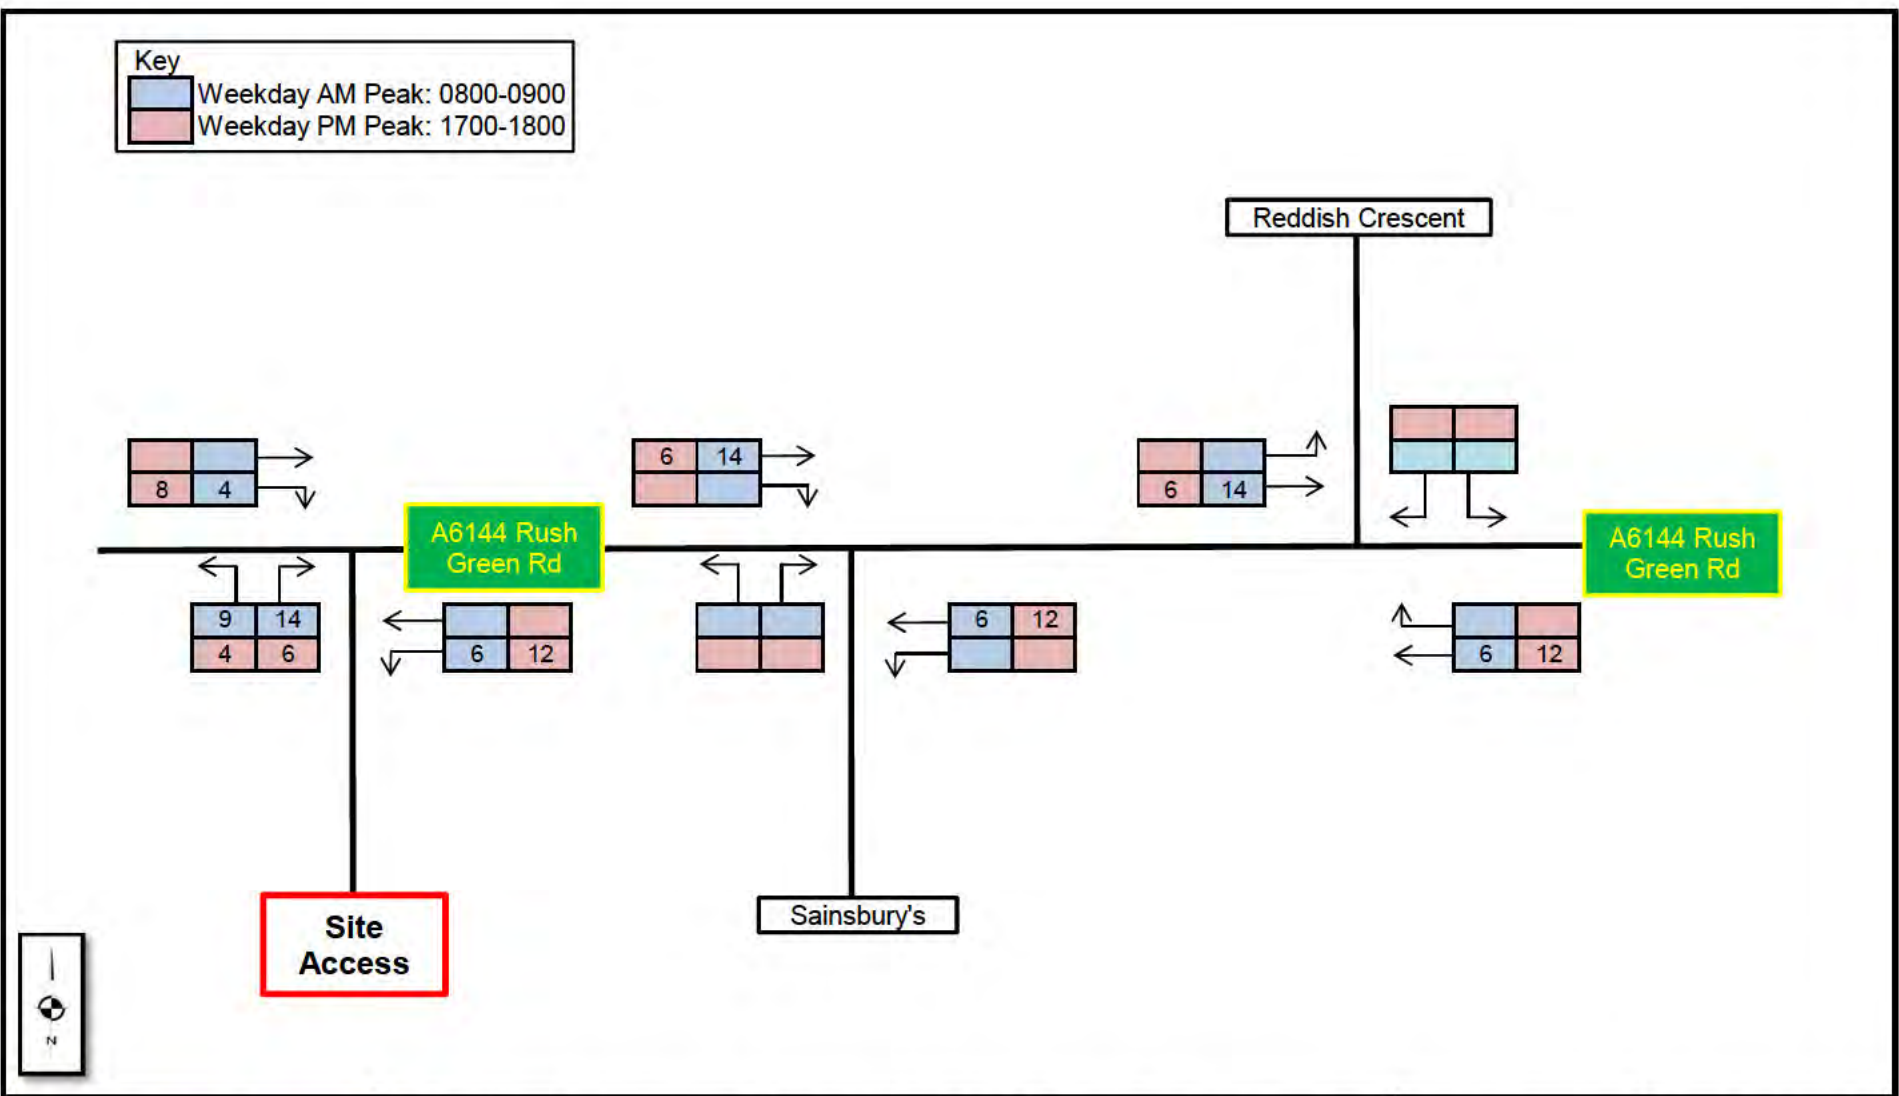 Key
Weekday AM Peak: 0800-0900
Weekday PM Peak: 1700-1800
Reddish Crescent
8 4
6 14
6 14
A6144 Rush
Green Rd
A6144 Rush
Green Rd
9 14
4 6
6 12
6 12
6 12
Site
Access
Sainsbury's
N